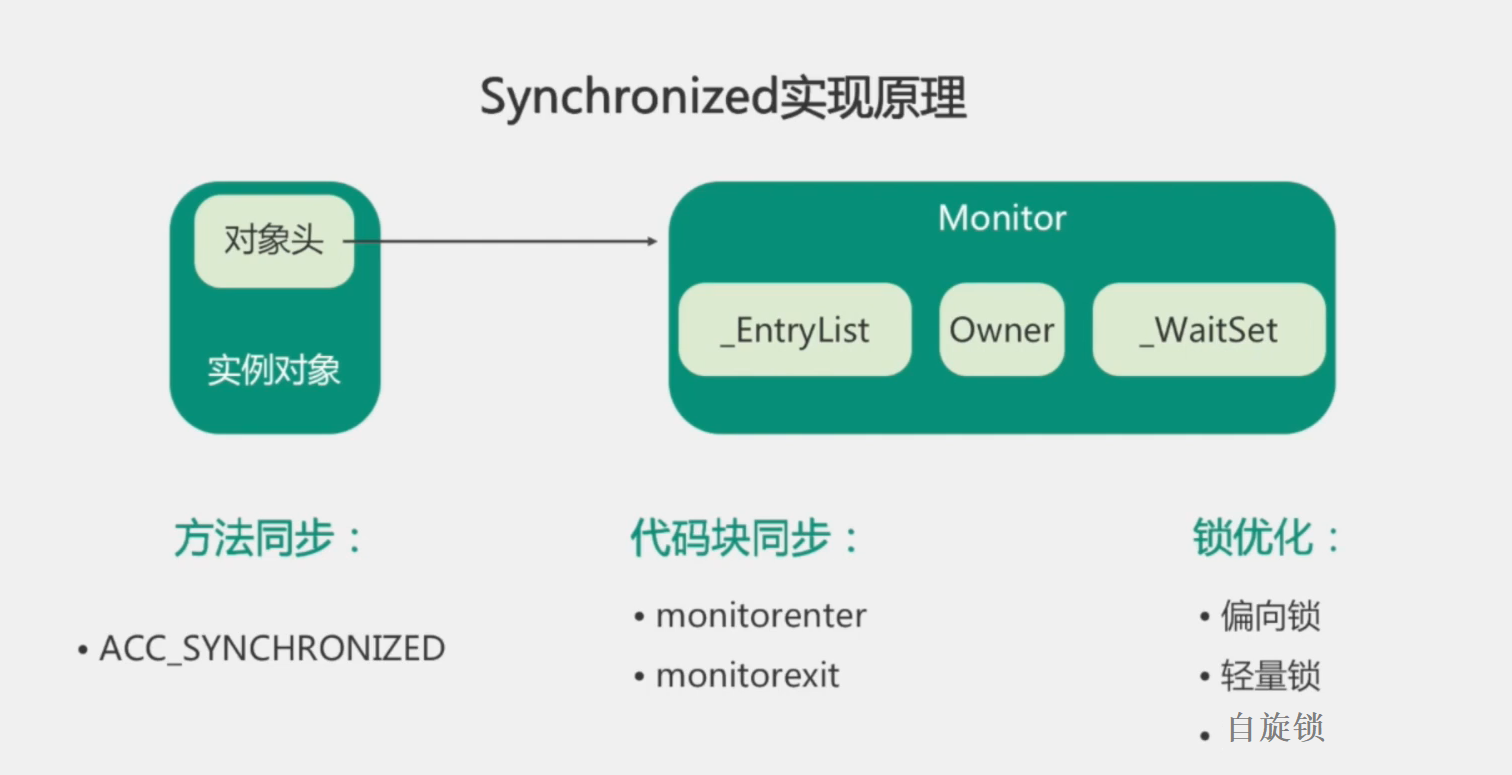 Synchronized实现原理
对象头
实例对象
Monitor
_EntryList
Owner
_WaitSet
方法同步：
• ACC_SYNCHRONIZED
代码块同步：
• monitorenter
• monitorexit
锁优化：
• 偏向锁
• 轻量锁
• 自旋锁